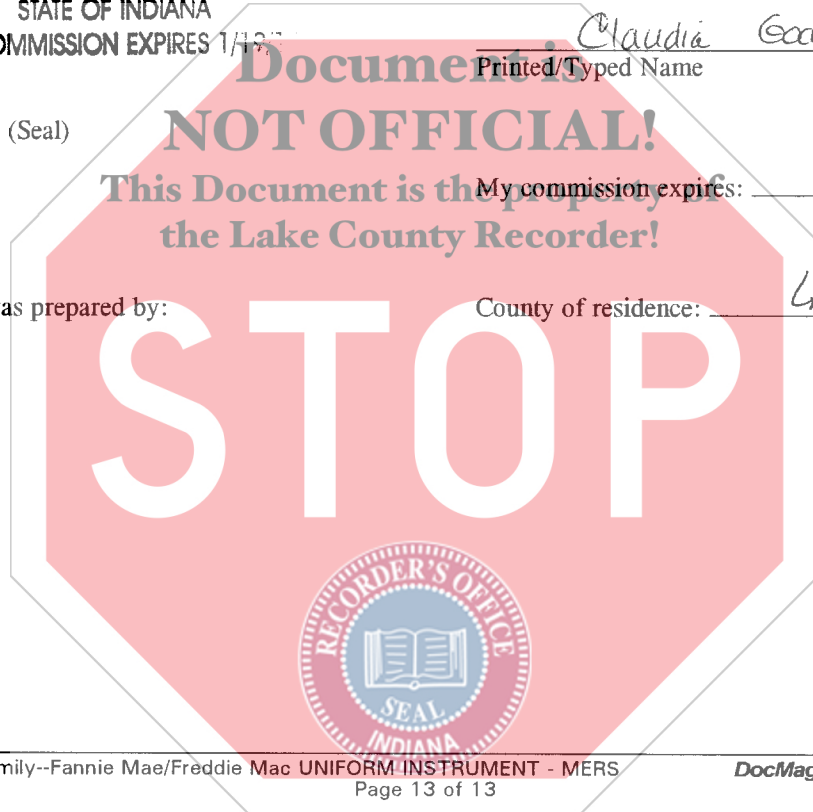 STATE OF INDIANA
OMMISSION EXPIRES 1/19/
Claudia
Printed/Typed Name
Document is
NOT OFFICIAL!
(Seal)
This Document is the property of
the Lake County Recorder!
My commission expires:
as prepared by:
County of residence:
STOP
RECORDER'S OFFICE
SEAL
INDIANA
mily--Fannie Mae/Freddie Mac UNIFORM INSTRUMENT - MERS
DocMag
Page 13 of 13